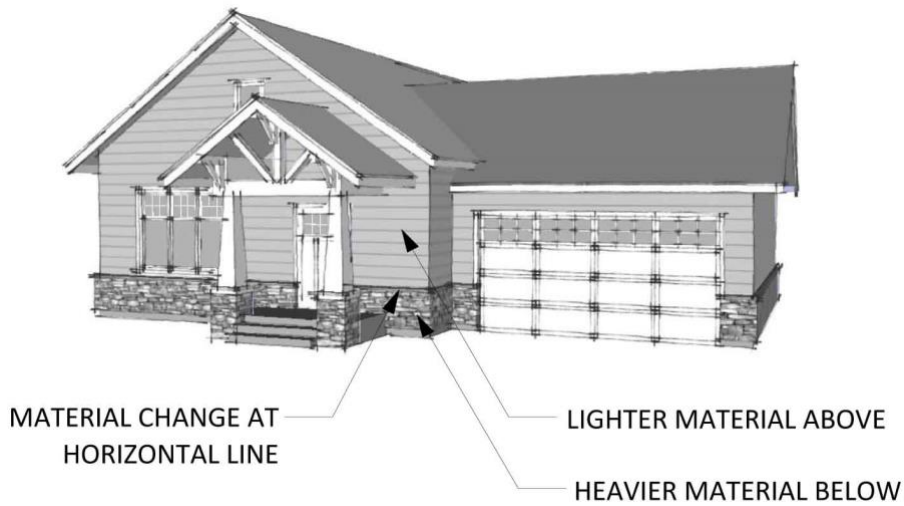 MATERIAL CHANGE AT
HORIZONTAL LINE
LIGHTER MATERIAL ABOVE
HEAVIER MATERIAL BELOW